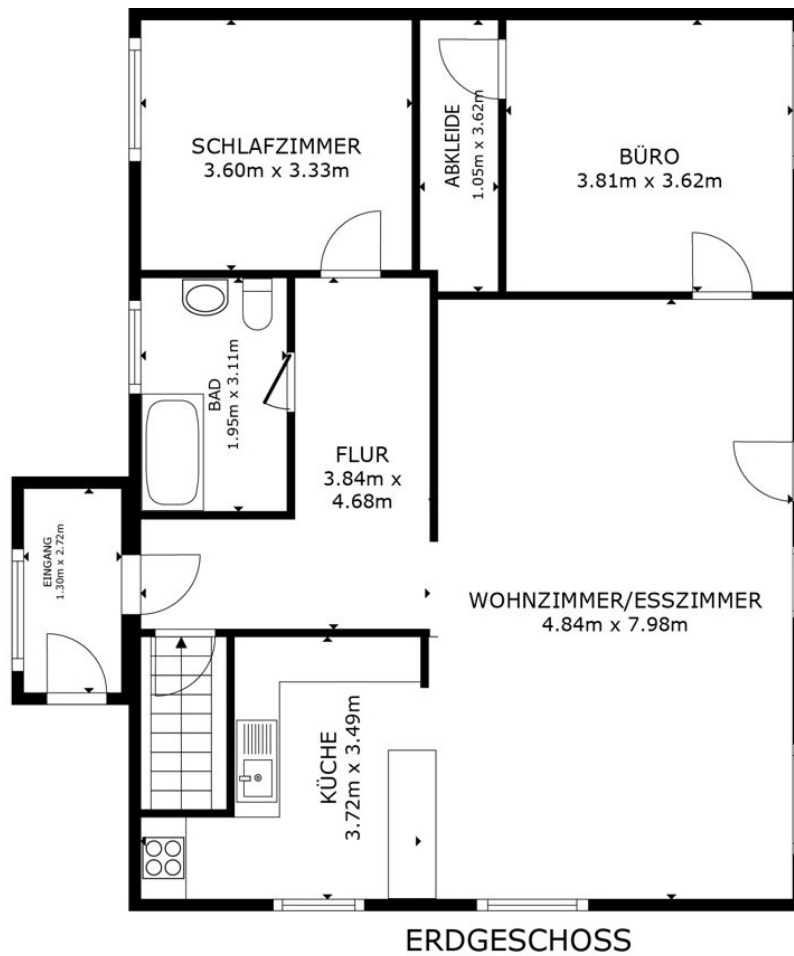 SCHLAFZIMMER
3.60m x 3.33m
ABKLEIDE
1.05m x 3.62m
BÜRO
3.81m x 3.62m
BAD
1.95m x 3.11m
FLUR
3.84m x
4.68m
EINGANG
1.30m x 2.72m
WOHNZIMMER/ESSZIMMER
4.84m x 7.98m
KÜCHE
3.72m x 3.49m
ERDGESCHOSS